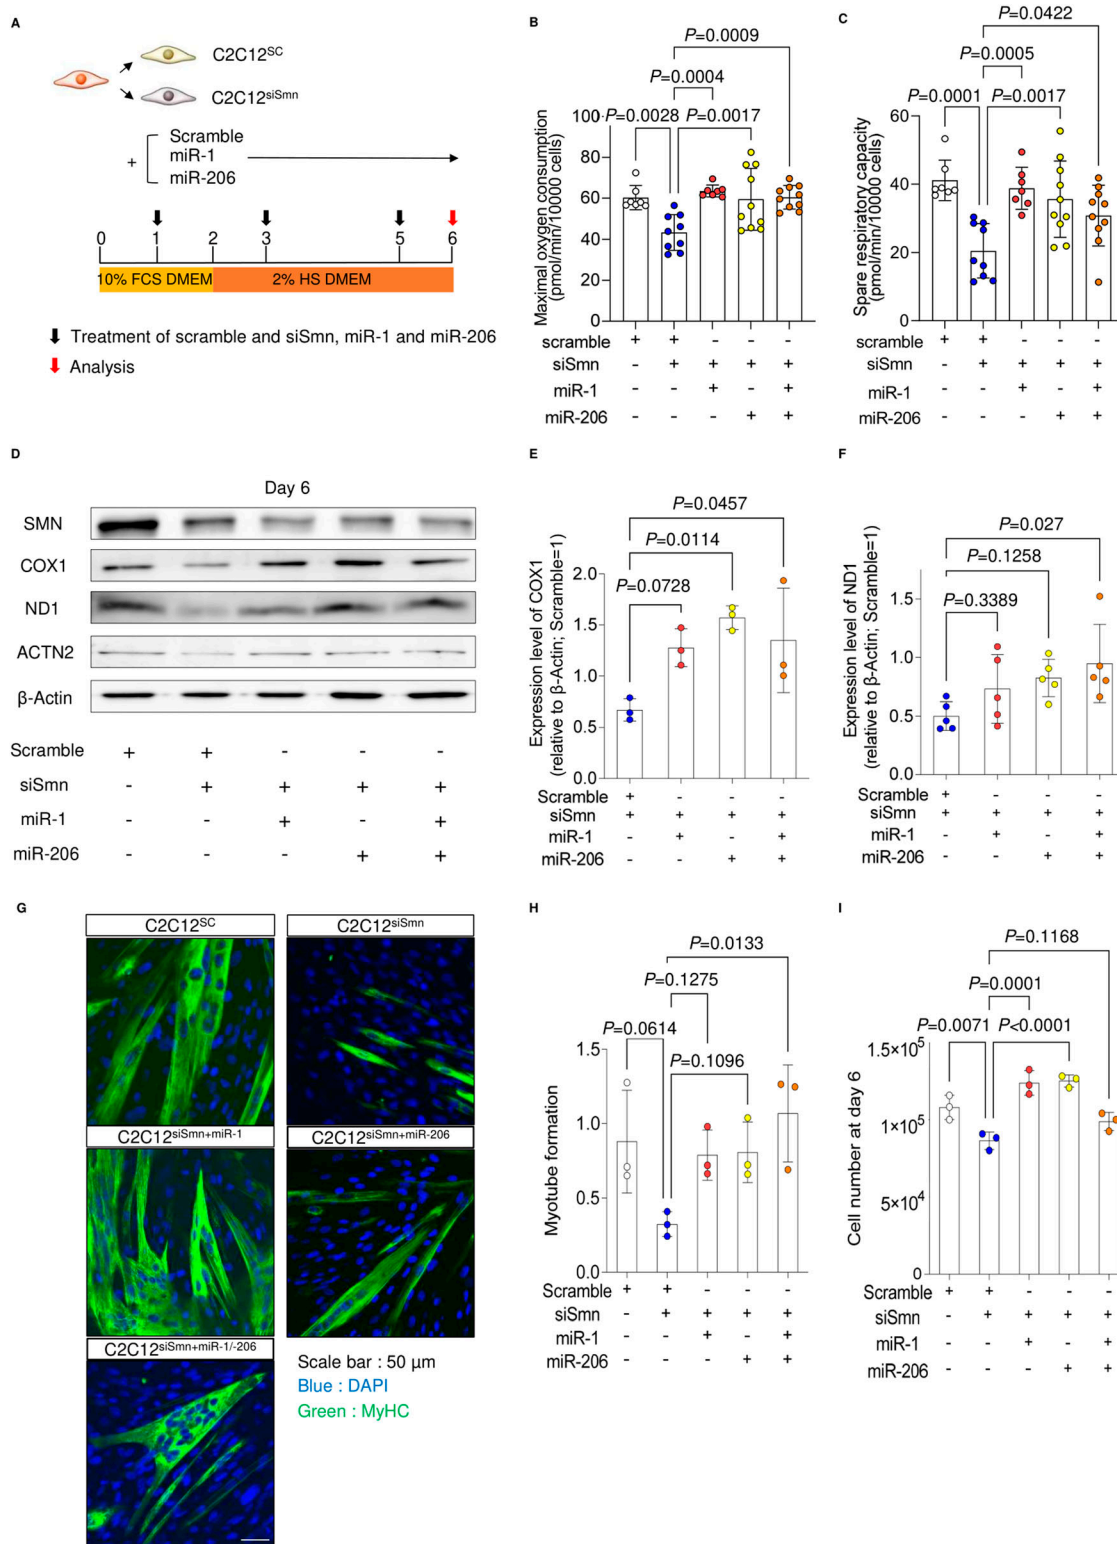 A
C2C12SC
C2C12siSmn
+
Scramble
miR-1
miR-206
0 1 2 3 5 6
10% FCS DMEM 2% HS DMEM
Treatment of scramble and siSmn, miR-1 and miR-206
Analysis
B
P=0.0009
P=0.0004
P=0.0028 P=0.0017
Maximal oxygen consumption
(pmol/min/10000 cells)
100
80
60
40
20
0
scramble + + - - -
siSmn - + + + +
miR-1 - - + - +
miR-206 - - - + +
C
P=0.0422
P=0.0005
P=0.0001 P=0.0017
Spare respiratory capacity
(pmol/min/10000 cells)
60
40
20
0
scramble + + - - -
siSmn - + + + +
miR-1 - - + - +
miR-206 - - - + +
D
Day 6
SMN
COX1
ND1
ACTN2
β-Actin
Scramble + + - - -
siSmn - + + + +
miR-1 - - + - +
miR-206 - - - + +
E
P=0.0457
P=0.0114
P=0.0728
Expression level of COX1
(relative to β-Actin; Scramble=1)
2.0
1.5
1.0
0.5
0.0
Scramble + - - -
siSmn + + + +
miR-1 - + - +
miR-206 - - + +
F
P=0.027
P=0.1258
P=0.3389
Expression level of ND1
(relative to β-Actin; Scramble=1)
1.5
1.0
0.5
0.0
Scramble + - - -
siSmn + + + +
miR-1 - + - +
miR-206 - - + +
G
C2C12SC
C2C12siSmn
C2C12siSmn+miR-1
C2C12siSmn+miR-206
C2C12siSmn+miR-1/-206
Scale bar : 50 μm
Blue : DAPI
Green : MyHC
H
P=0.0133
P=0.1275
P=0.0614
P=0.1096
Myotube formation
1.5
1.0
0.5
0.0
Scramble + + - - -
siSmn - + + + +
miR-1 - - + - +
miR-206 - - - + +
I
P=0.1168
P=0.0001
P=0.0071 P<0.0001
Cell number at day 6
1.5×10⁵
1×10⁵
5×10⁴
0
Scramble + + - - -
siSmn - + + + +
miR-1 - - + - +
miR-206 - - - + +